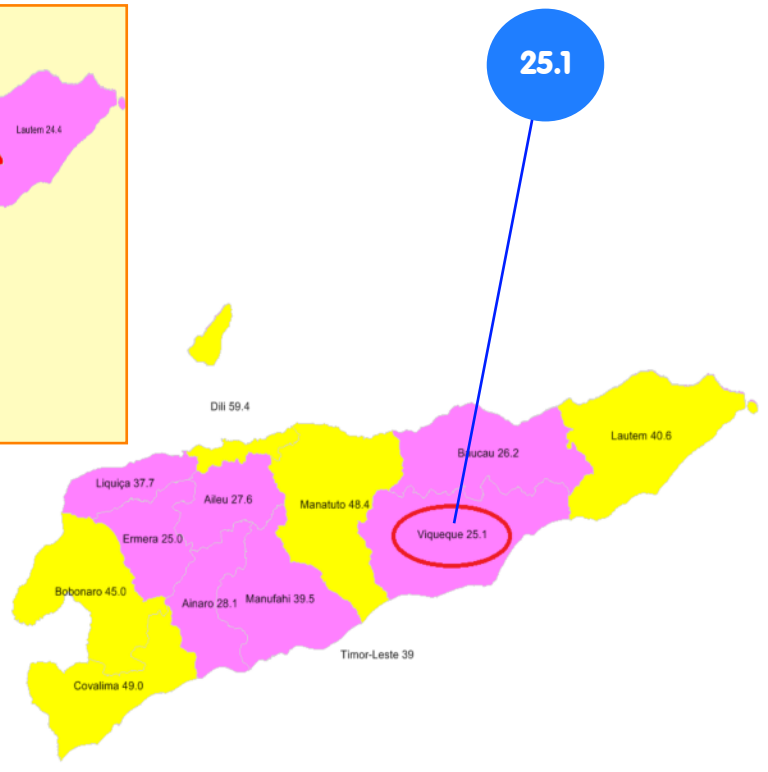 25.1
Lautem 24.4
Dili 59.4
Lautem 40.6
Baucau 26.2
Liquiça 37.7
Aileu 27.6
Manatuto 48.4
Viqueque 25.1
Ermera 25.0
Bobonaro 45.0
Ainaro 28.1
Manufahi 39.5
Timor-Leste 39
Covalima 49.0